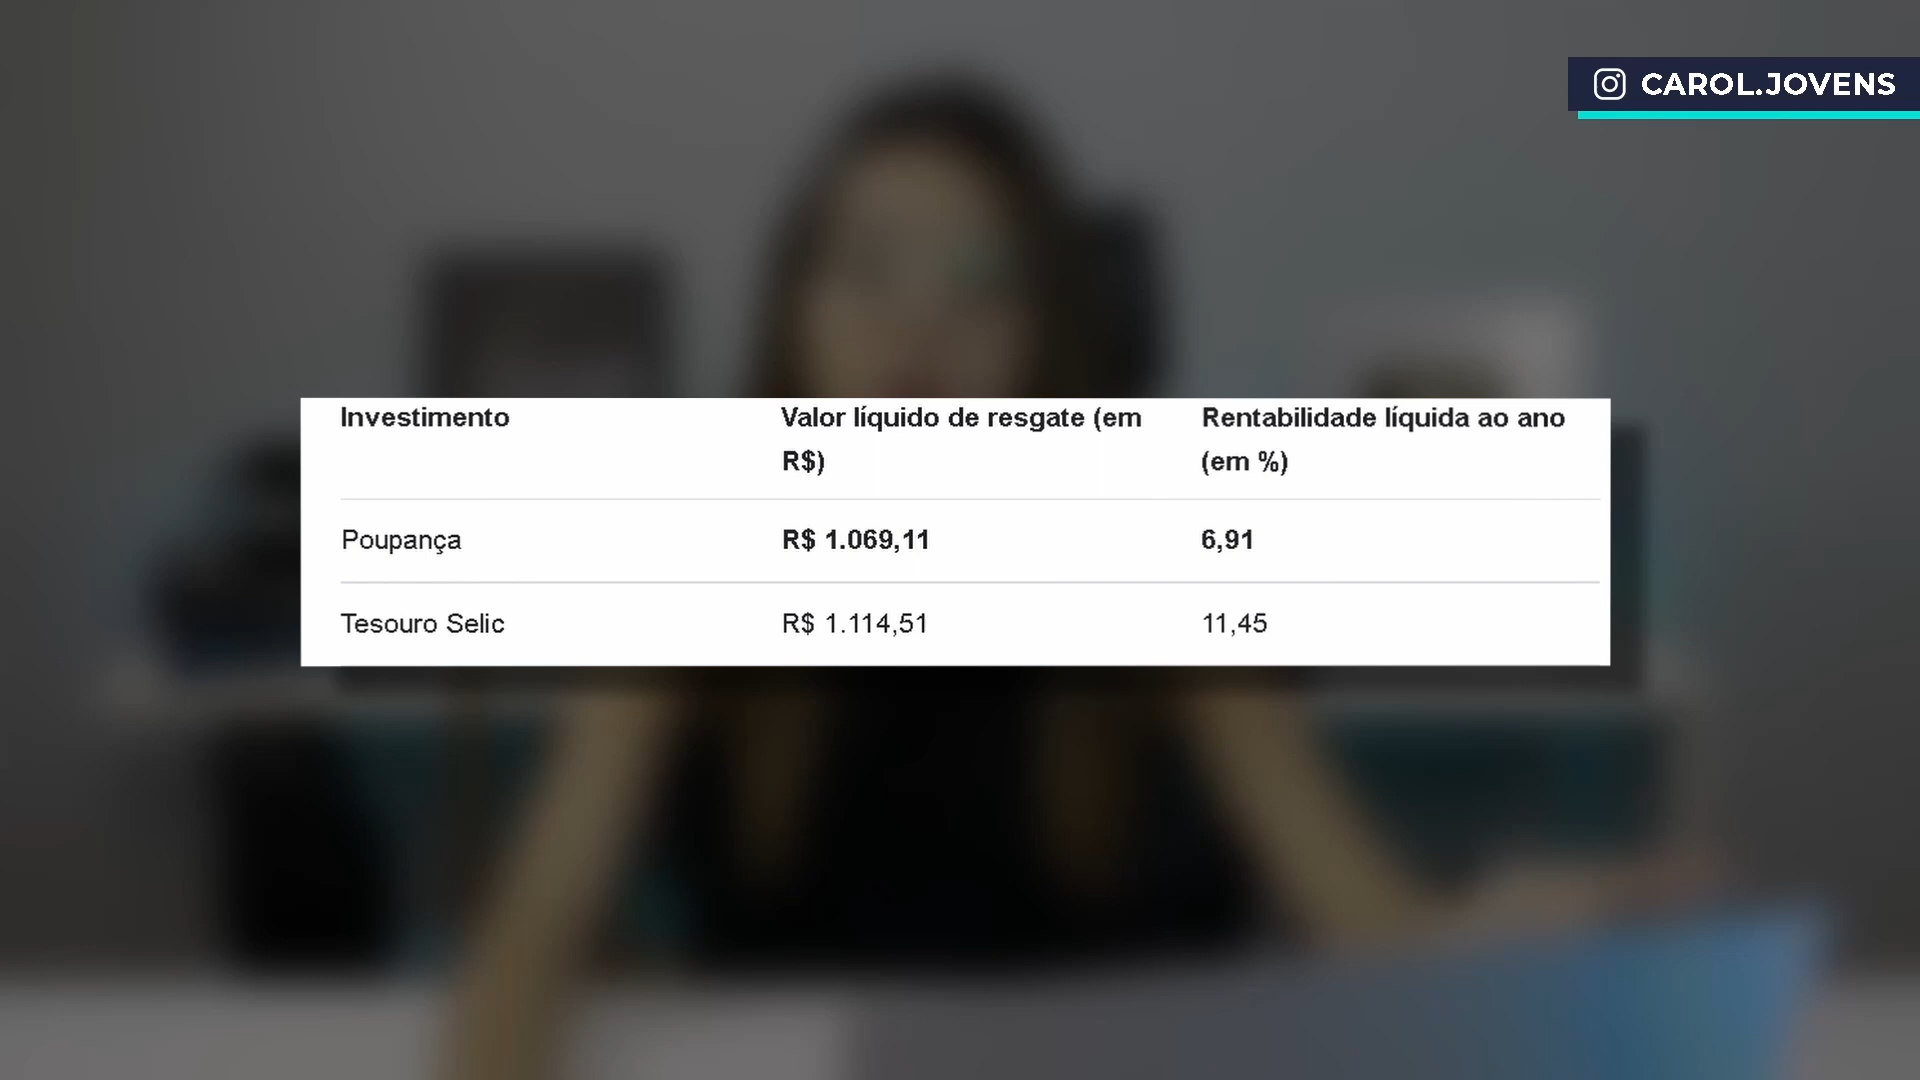 CAROL.JOVENS
Investimento Valor líquido de resgate (em R$) Rentabilidade líquida ao ano (em %)
Poupança R$ 1.069,11 6,91
Tesouro Selic R$ 1.114,51 11,45